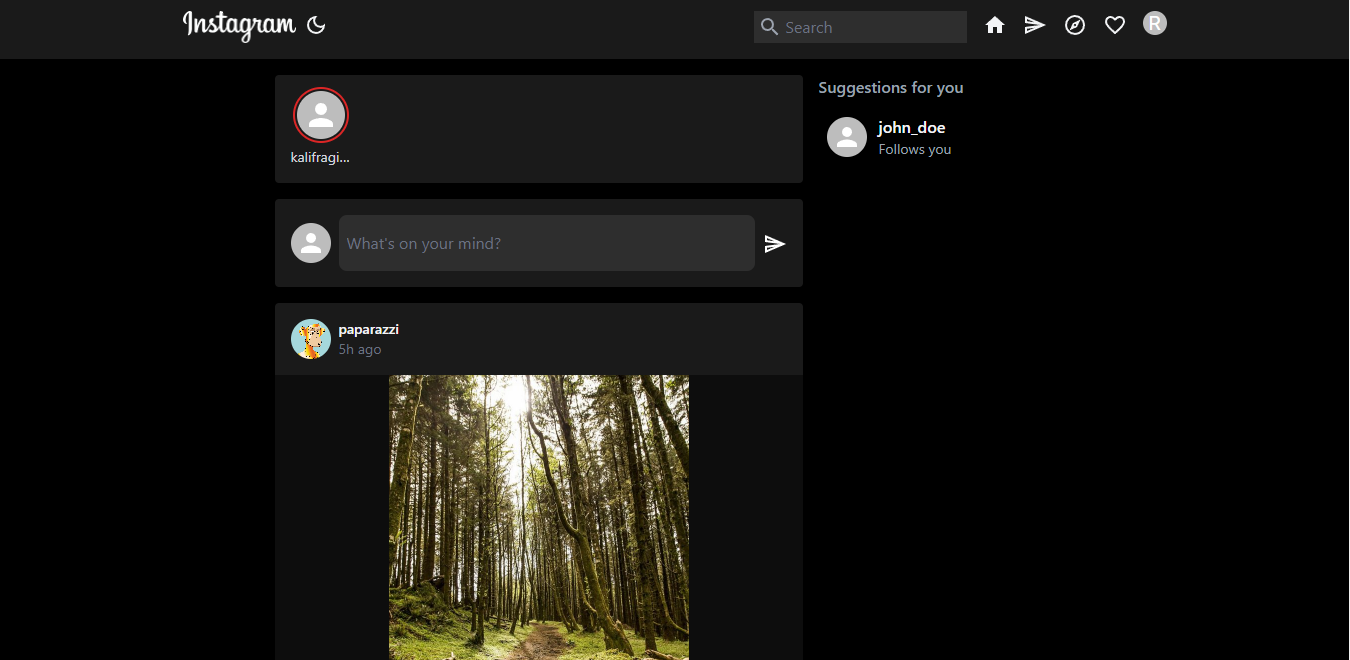 Instagram
Search
R
kalifragi...
Suggestions for you
john_doe
Follows you
What's on your mind?
paparazzi
5h ago